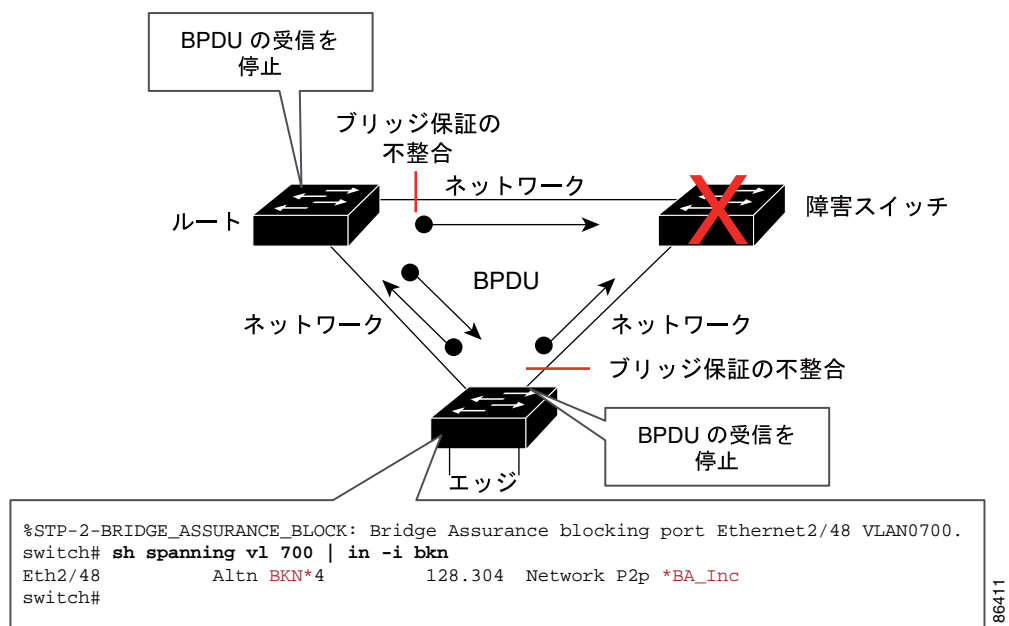 BPDU の受信を
停止
ブリッジ保証の
不整合
ネットワーク
ルート
障害スイッチ
BPDU
ネットワーク
ネットワーク
ブリッジ保証の不整合
BPDU の受信を
停止
エッジ
%STP-2-BRIDGE_ASSURANCE_BLOCK: Bridge Assurance blocking port Ethernet2/48 VLAN0700.
switch# sh spanning vl 700 | in -i bkn
Eth2/48 Altn BKN*4 128.304 Network P2p *BA_Inc
switch#
86411